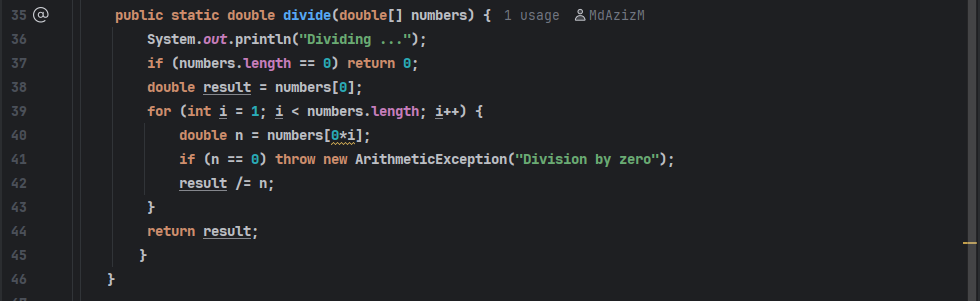 35 @ public static double divide(double[] numbers) { 1 usage MdAzizM
36 System.out.println("Dividing ...");
37 if (numbers.length == 0) return 0;
38 double result = numbers[0];
39 for (int i = 1; i < numbers.length; i++) {
40 double n = numbers[0*i];
41 if (n == 0) throw new ArithmeticException("Division by zero");
42 result /= n;
43 }
44 return result;
45 }
46 }